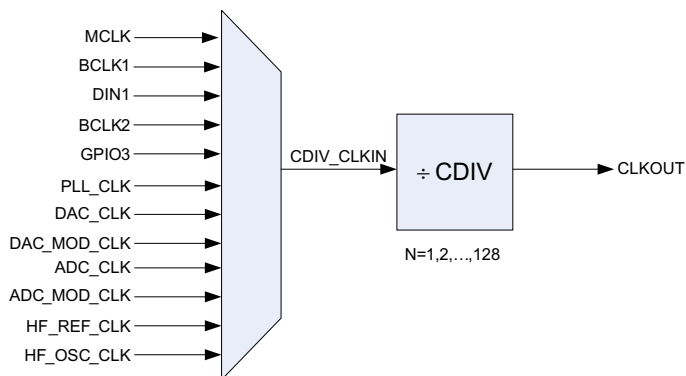 MCLK
BCLK1
DIN1
BCLK2
GPIO3
PLL_CLK
DAC_CLK
DAC_MOD_CLK
ADC_CLK
ADC_MOD_CLK
HF_REF_CLK
HF_OSC_CLK
CDIV_CLKIN
÷ CDIV
N=1,2,...,128
CLKOUT